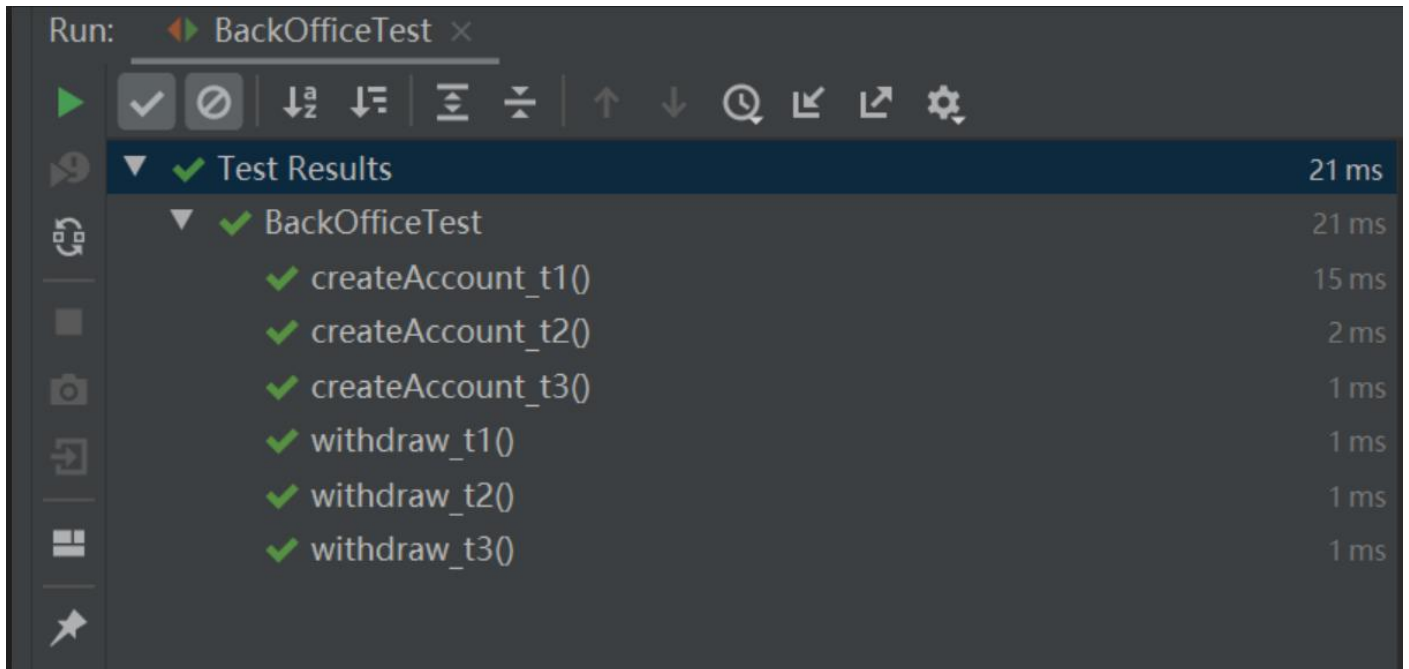 Run: BackOfficeTest
Test Results 21 ms
BackOfficeTest 21 ms
createAccount_t1() 15 ms
createAccount_t2() 2 ms
createAccount_t3() 1 ms
withdraw_t1() 1 ms
withdraw_t2() 1 ms
withdraw_t3() 1 ms